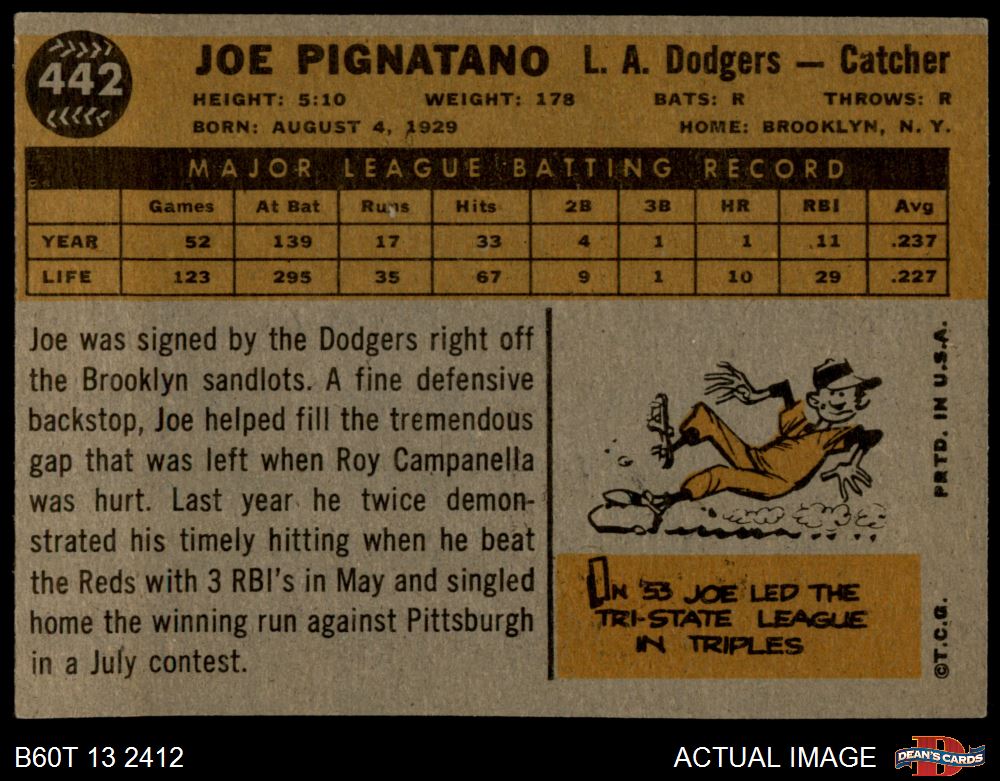 442
JOE PIGNATANO L. A. Dodgers — Catcher
HEIGHT: 5:10 WEIGHT: 178 BATS: R THROWS: R
BORN: AUGUST 4, 1929 HOME: BROOKLYN, N. Y.
MAJOR LEAGUE BATTING RECORD
Games At Bat Runs Hits 2B 3B HR RBI Avg
YEAR 52 139 17 33 4 1 1 11 .237
LIFE 123 295 35 67 9 1 10 29 .227
Joe was signed by the Dodgers right off
the Brooklyn sandlots. A fine defensive
backstop, Joe helped fill the tremendous
gap that was left when Roy Campanella
was hurt. Last year he twice demon-
strated his timely hitting when he beat
the Reds with 3 RBI's in May and singled
home the winning run against Pittsburgh
in a July contest.
IN '53 JOE LED THE
TRI-STATE LEAGUE
IN TRIPLES
PRTD. IN U.S.A.
©T.C.G.
B60T 13 2412
ACTUAL IMAGE
D
DEAN'S CARDS